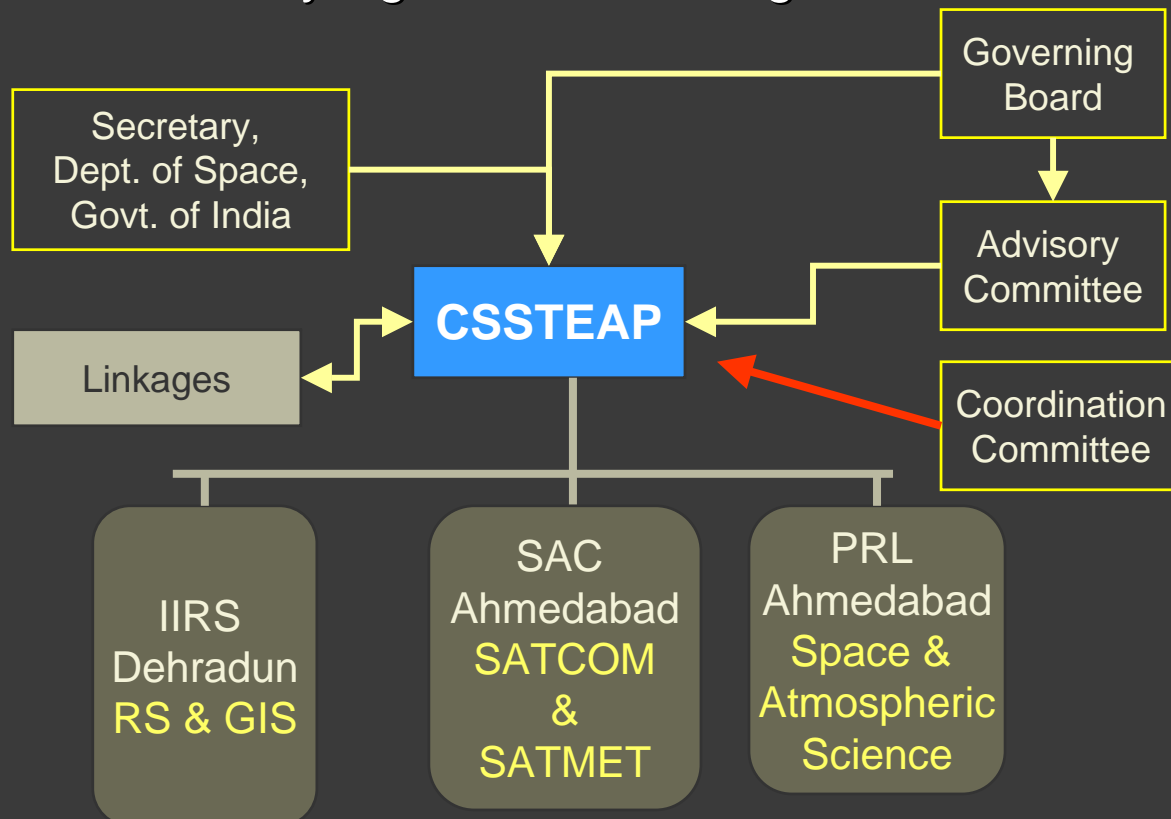 Governing
Board
Secretary,
Dept. of Space,
Govt. of India
Advisory
Committee
CSSTEAP
Linkages
Coordination
Committee
IIRS
Dehradun
RS & GIS
SAC
Ahmedabad
SATCOM
&
SATMET
PRL
Ahmedabad
Space &
Atmospheric
Science